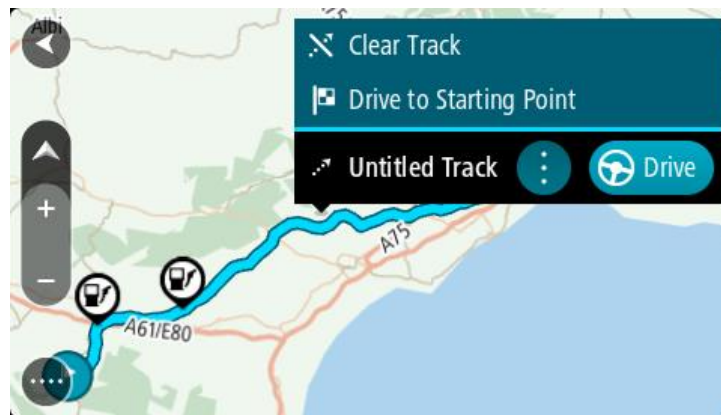 Albi
Clear Track
Drive to Starting Point
Untitled Track
Drive
A75
A61/E80